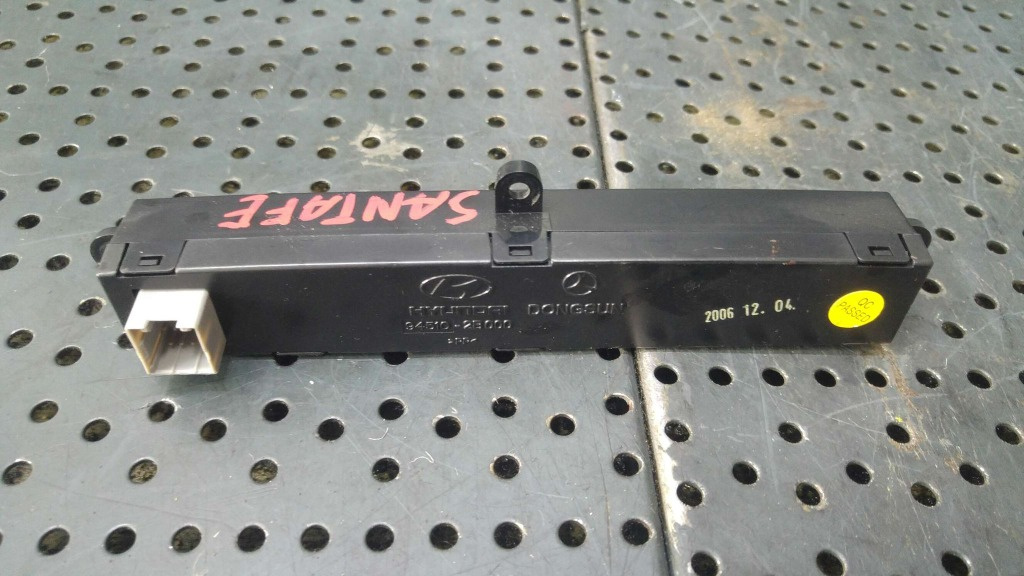 SANTAFE
HYUNDAI DONGSUN
94510-2B000
2006 12. 04.
QC
PASSED